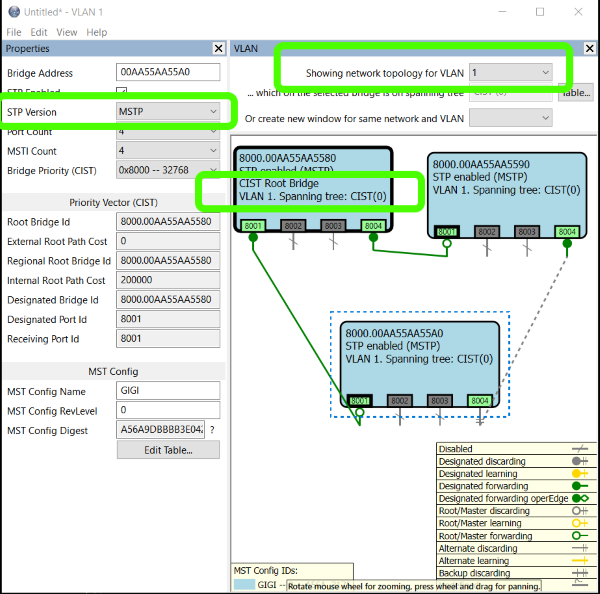 Untitled* - VLAN 1
File Edit View Help
Properties
Bridge Address 00AA55AA55A0
STP Enabled
STP Version MSTP
Port Count 4
MSTI Count 4
Bridge Priority (CIST) 0x8000 -- 32768
Priority Vector (CIST)
Root Bridge Id 8000.00AA55AA5580
External Root Path Cost 0
Regional Root Bridge Id 8000.00AA55AA5580
Internal Root Path Cost 200000
Designated Bridge Id 8000.00AA55AA5580
Designated Port Id 8001
Receiving Port Id 8001
MST Config
MST Config Name GIGI
MST Config RevLevel 0
MST Config Digest A56A9DBBBB3E042 ?
Edit Table...
VLAN
Showing network topology for VLAN 1
... which on the selected bridge is on spanning tree CIST (0) Table...
Or create new window for same network and VLAN
8000.00AA55AA5580
STP enabled (MSTP)
CIST Root Bridge
VLAN 1. Spanning tree: CIST(0)
8001 8002 8003 8004
8000.00AA55AA5590
STP enabled (MSTP)
VLAN 1. Spanning tree: CIST(0)
8001 8002 8003 8004
8000.00AA55AA55A0
STP enabled (MSTP)
VLAN 1. Spanning tree: CIST(0)
8001 8002 8003 8004
Disabled
Designated discarding
Designated learning
Designated forwarding
Designated forwarding operEdge
Root/Master discarding
Root/Master learning
Root/Master forwarding
Alternate discarding
Alternate learning
Backup discarding
MST Config IDs:
GIGI --
Rotate mouse wheel for zooming, press wheel and drag for panning.